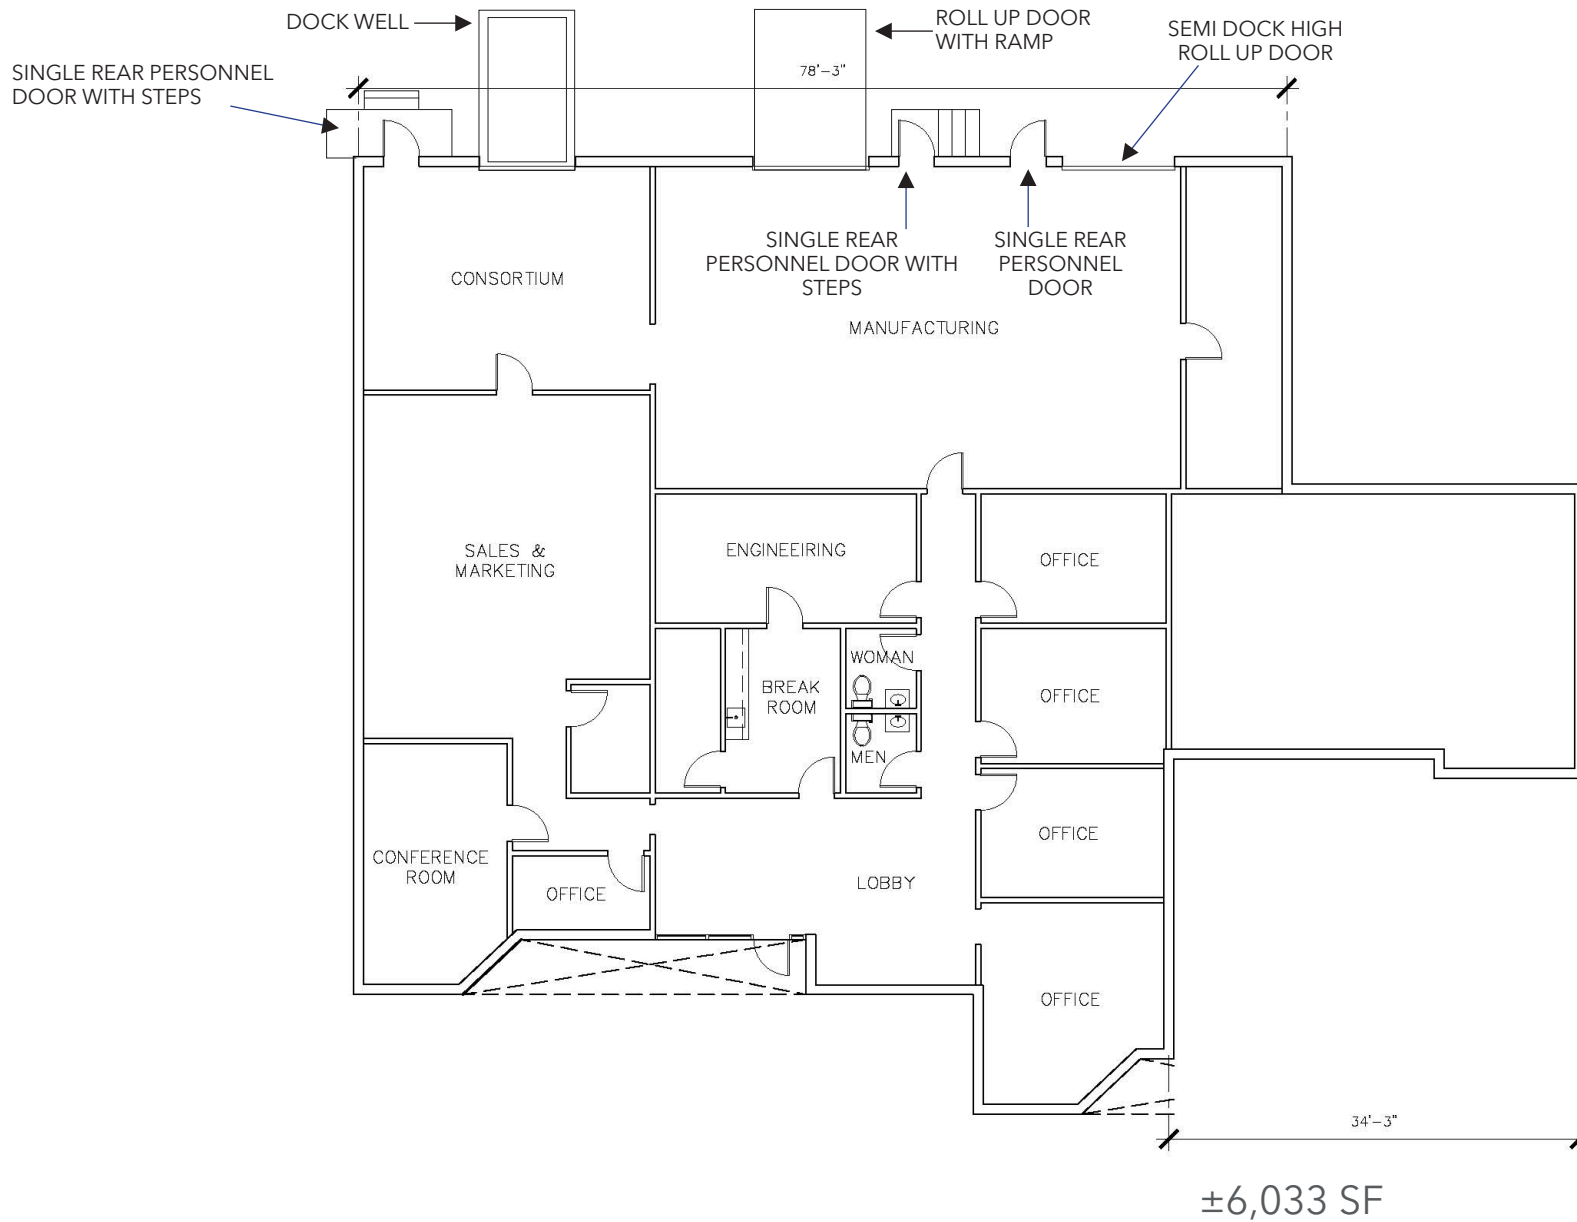 DOCK WELL
ROLL UP DOOR
WITH RAMP
SEMI DOCK HIGH
ROLL UP DOOR
SINGLE REAR PERSONNEL
DOOR WITH STEPS
78'-3"
SINGLE REAR
PERSONNEL DOOR WITH
STEPS
SINGLE REAR
PERSONNEL
DOOR
CONSORTIUM
MANUFACTURING
SALES &
MARKETING
ENGINEEIRING
OFFICE
WOMAN
BREAK
ROOM
OFFICE
MEN
OFFICE
CONFERENCE
ROOM
OFFICE
LOBBY
OFFICE
34'-3"
±6,033 SF